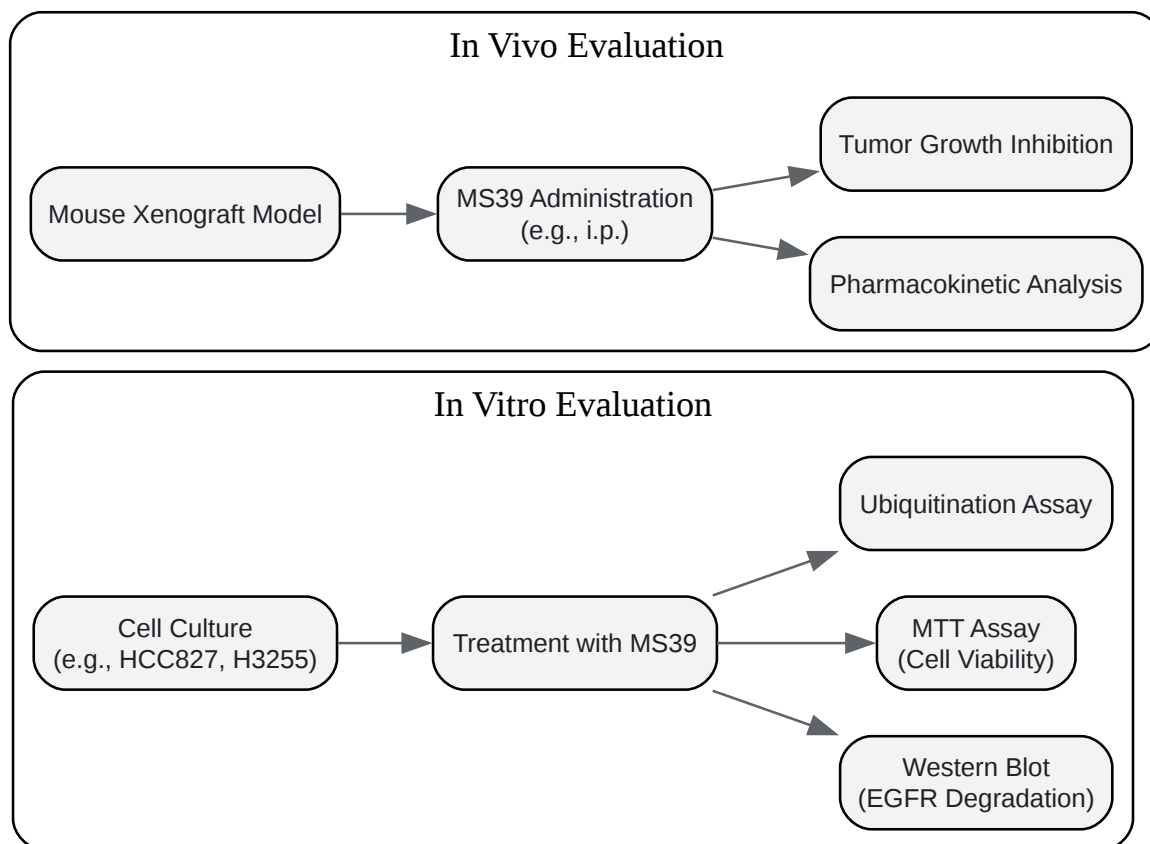 In Vivo Evaluation
Mouse Xenograft Model
MS39 Administration
(e.g., i.p.)
Tumor Growth Inhibition
Pharmacokinetic Analysis
In Vitro Evaluation
Cell Culture
(e.g., HCC827, H3255)
Treatment with MS39
Ubiquitination Assay
MTT Assay
(Cell Viability)
Western Blot
(EGFR Degradation)